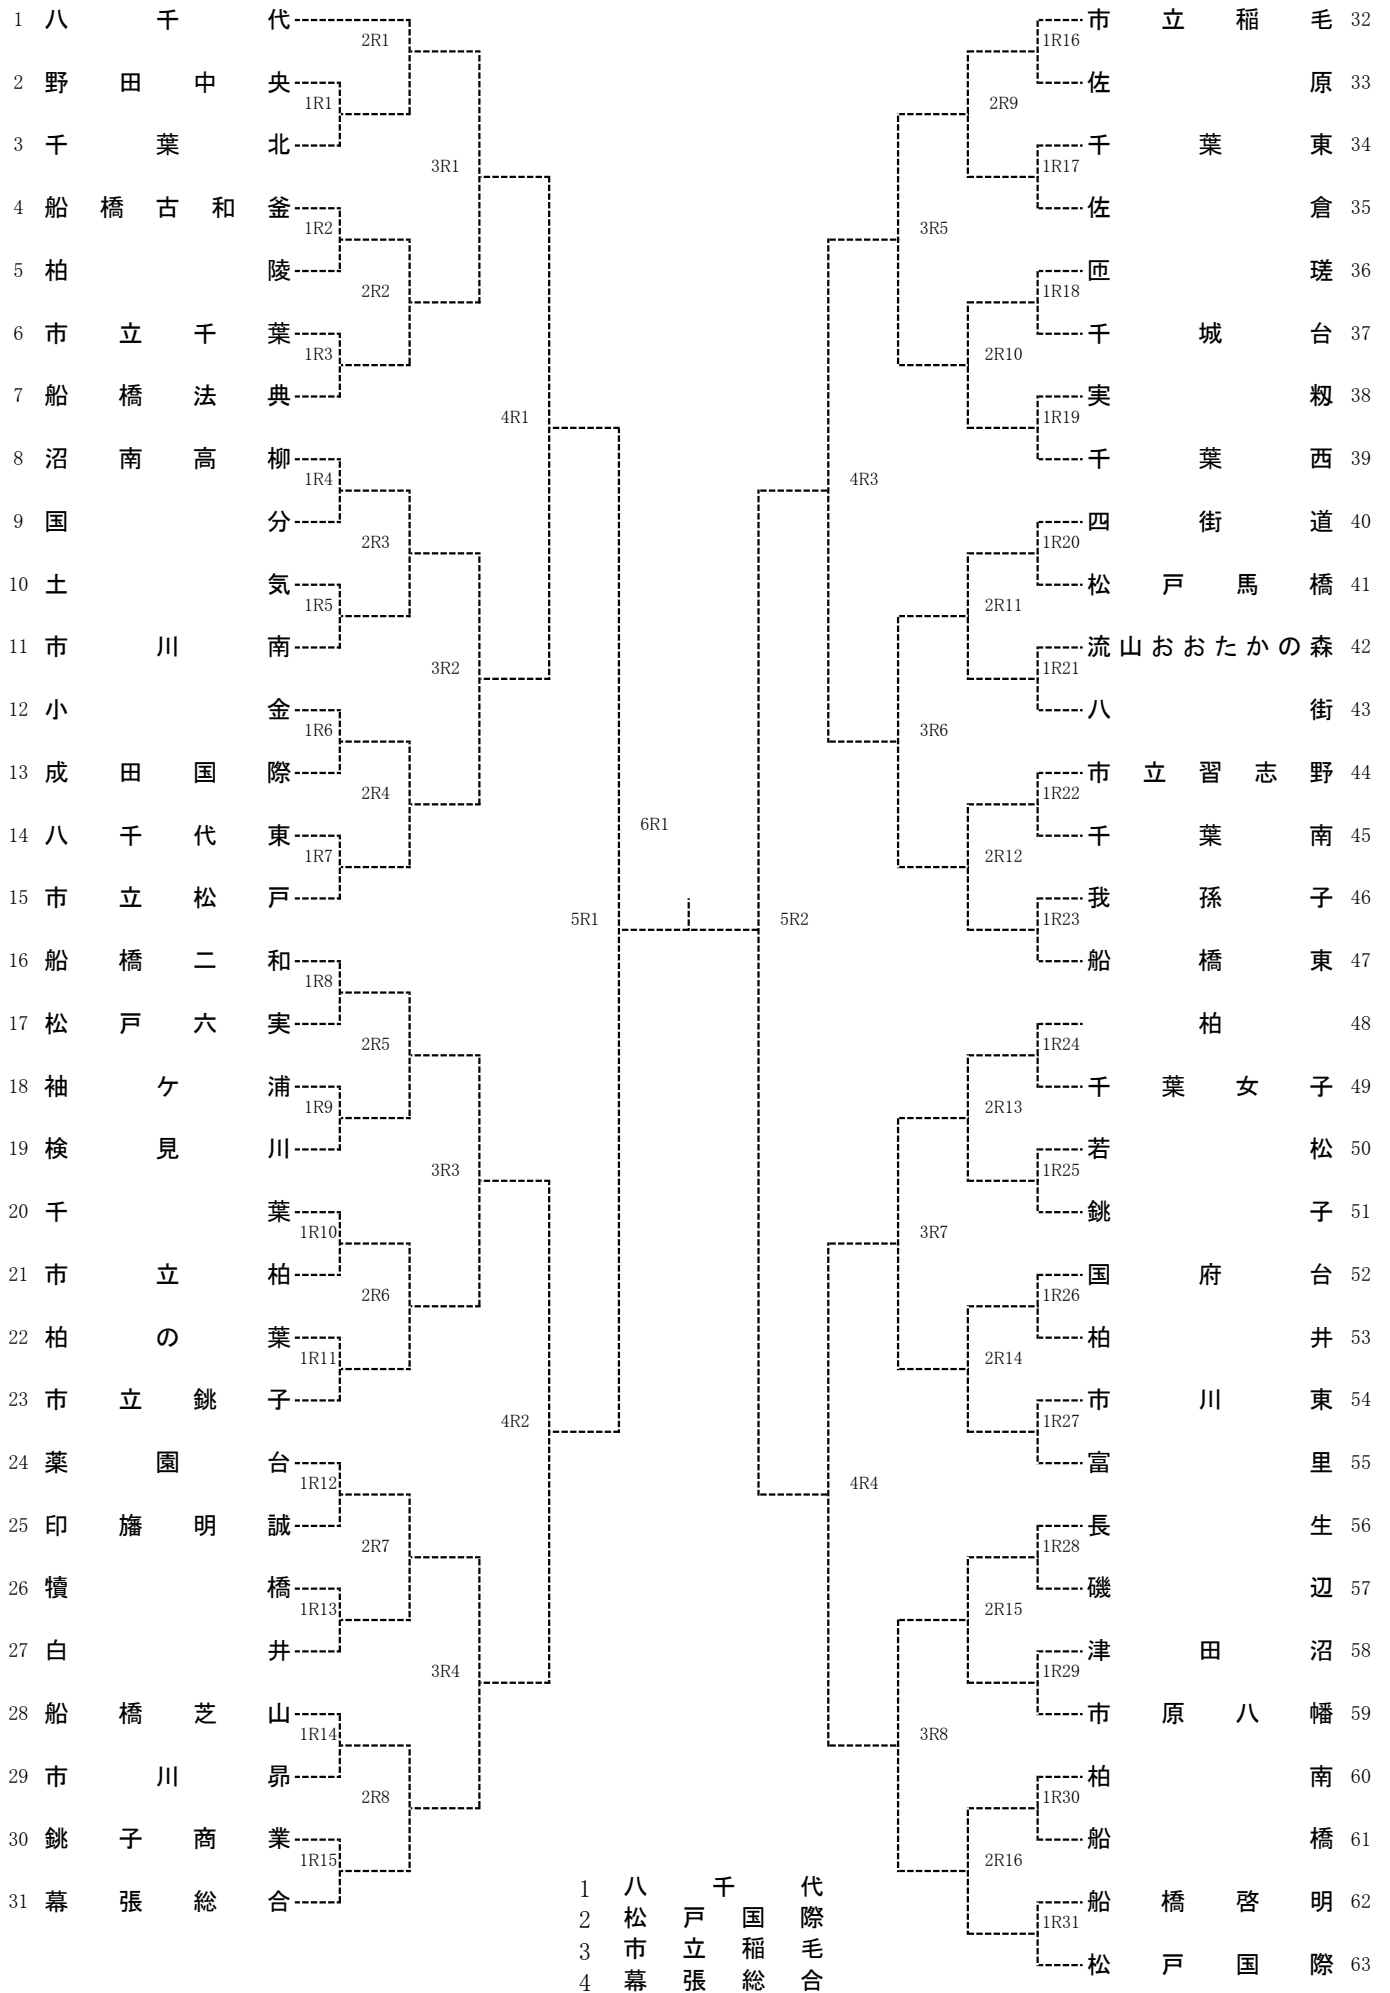 1 八千代
2R1
2 野田中央
1R1
3 千葉北
3R1
4 船橋古和釜
1R2
5 柏陵
2R2
6 市立千葉
1R3
7 船橋法典
4R1
8 沼南高柳
1R4
9 国分
2R3
10 土気
1R5
11 市川南
3R2
12 小金
1R6
13 成田国際
2R4
14 八千代東
1R7
15 市立松戸
5R1
16 船橋二和
1R8
17 松戸六実
2R5
18 袖ケ浦
1R9
19 検見川
3R3
20 千葉
1R10
21 市立柏
2R6
22 柏の葉
1R11
23 市立銚子
4R2
24 薬園台
1R12
25 印旛明誠
2R7
26 犢橋
1R13
27 白井
3R4
28 船橋芝山
1R14
29 市川昴
2R8
30 銚子商業
1R15
31 幕張総合
6R1
市立稲毛 32
1R16
佐原 33
2R9
千葉東 34
1R17
佐倉 35
3R5
匝瑳 36
1R18
千城台 37
2R10
実籾 38
1R19
千葉西 39
4R3
四街道 40
1R20
松戸馬橋 41
2R11
流山おおたかの森 42
1R21
八街 43
3R6
市立習志野 44
1R22
千葉南 45
2R12
我孫子 46
1R23
船橋東 47
5R2
柏 48
1R24
千葉女子 49
2R13
若松 50
1R25
銚子 51
3R7
国府台 52
1R26
柏井 53
2R14
市川東 54
1R27
富里 55
4R4
長生 56
1R28
磯辺 57
2R15
津田沼 58
1R29
市原八幡 59
3R8
柏南 60
1R30
船橋 61
2R16
船橋啓明 62
1R31
松戸国際 63
1 八千代
2 松戸国際
3 市立稲毛
4 幕張総合